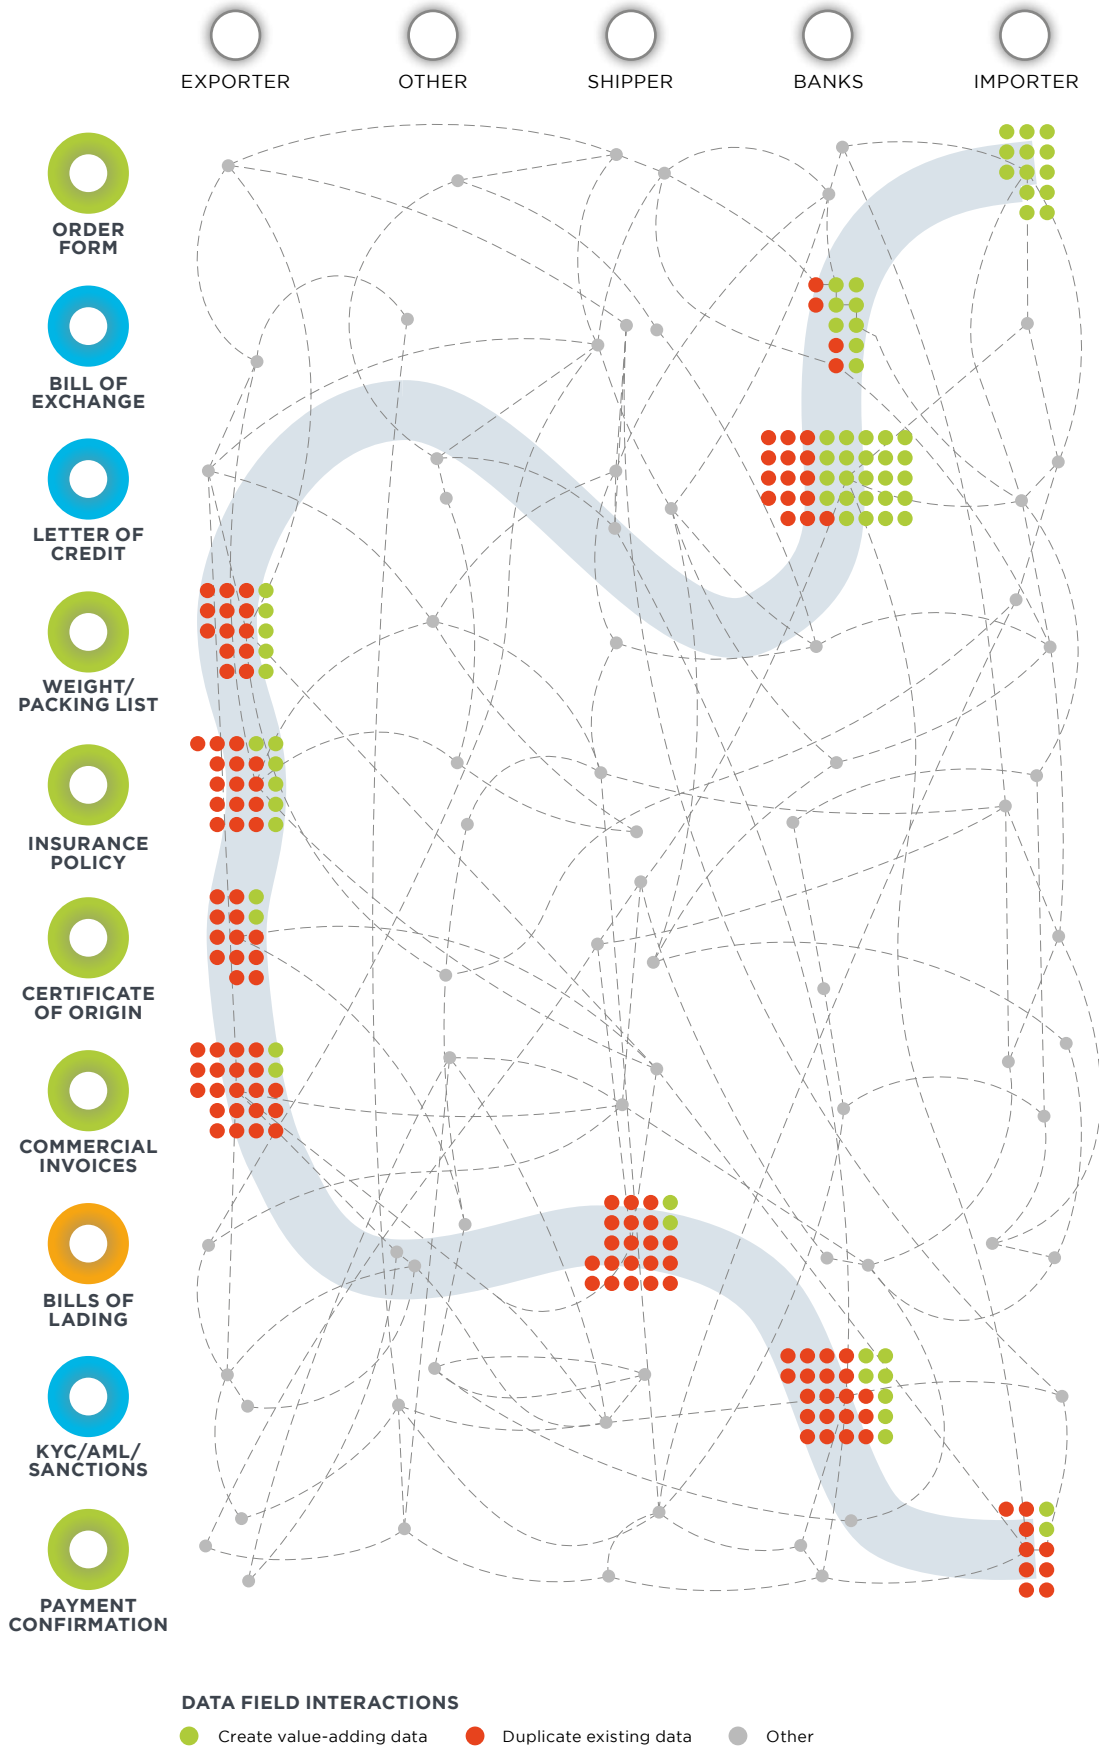 EXPORTER
OTHER
SHIPPER
BANKS
IMPORTER
ORDER
FORM
BILL OF
EXCHANGE
LETTER OF
CREDIT
WEIGHT/
PACKING LIST
INSURANCE
POLICY
CERTIFICATE
OF ORIGIN
COMMERCIAL
INVOICES
BILLS OF
LADING
KYC/AML/
SANCTIONS
PAYMENT
CONFIRMATION
DATA FIELD INTERACTIONS
Create value-adding data
Duplicate existing data
Other